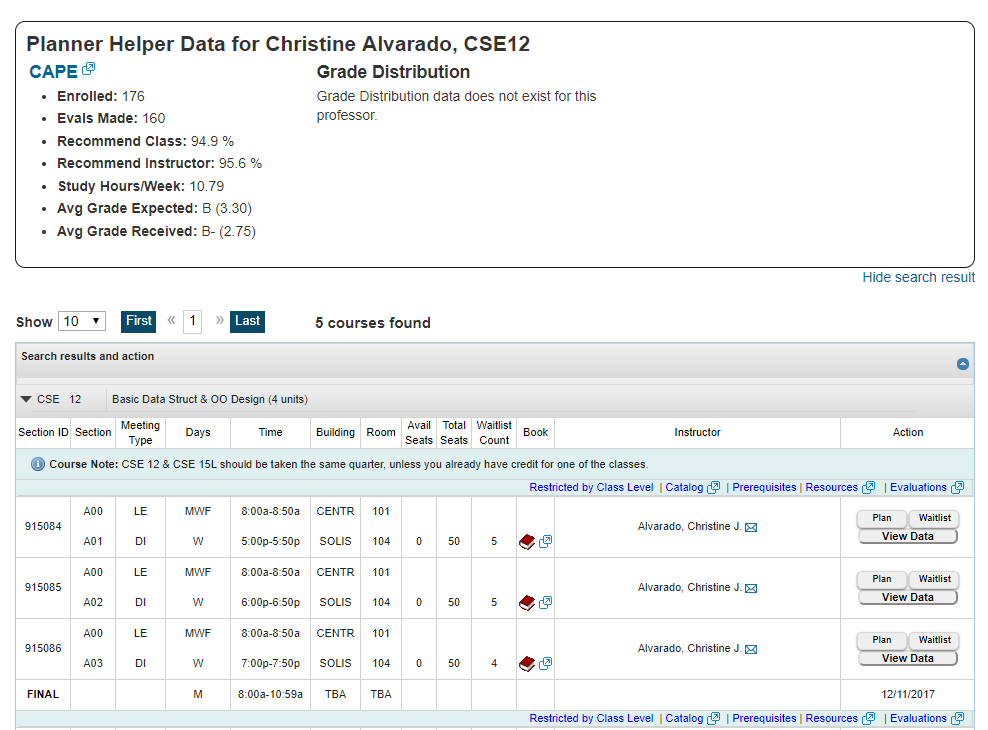 Planner Helper Data for Christine Alvarado, CSE12
CAPE
Grade Distribution
Enrolled: 176
Grade Distribution data does not exist for this
professor.
Evals Made: 160
Recommend Class: 94.9 %
Recommend Instructor: 95.6 %
Study Hours/Week: 10.79
Avg Grade Expected: B (3.30)
Avg Grade Received: B- (2.75)
Hide search result
Show 10 First « 1 » Last 5 courses found
Search results and action
CSE 12 Basic Data Struct & OO Design (4 units)
Section ID Section Meeting Type Days Time Building Room Avail Seats Total Seats Waitlist Count Book Instructor Action
Course Note: CSE 12 & CSE 15L should be taken the same quarter, unless you already have credit for one of the classes.
Restricted by Class Level | Catalog | Prerequisites | Resources | Evaluations
915084 A00 LE MWF 8:00a-8:50a CENTR 101 Alvarado, Christine J. Plan Waitlist
A01 DI W 5:00p-5:50p SOLIS 104 0 50 5 View Data
915085 A00 LE MWF 8:00a-8:50a CENTR 101 Alvarado, Christine J. Plan Waitlist
A02 DI W 6:00p-6:50p SOLIS 104 0 50 5 View Data
915086 A00 LE MWF 8:00a-8:50a CENTR 101 Alvarado, Christine J. Plan Waitlist
A03 DI W 7:00p-7:50p SOLIS 104 0 50 4 View Data
FINAL M 8:00a-10:59a TBA TBA 12/11/2017
Restricted by Class Level | Catalog | Prerequisites | Resources | Evaluations